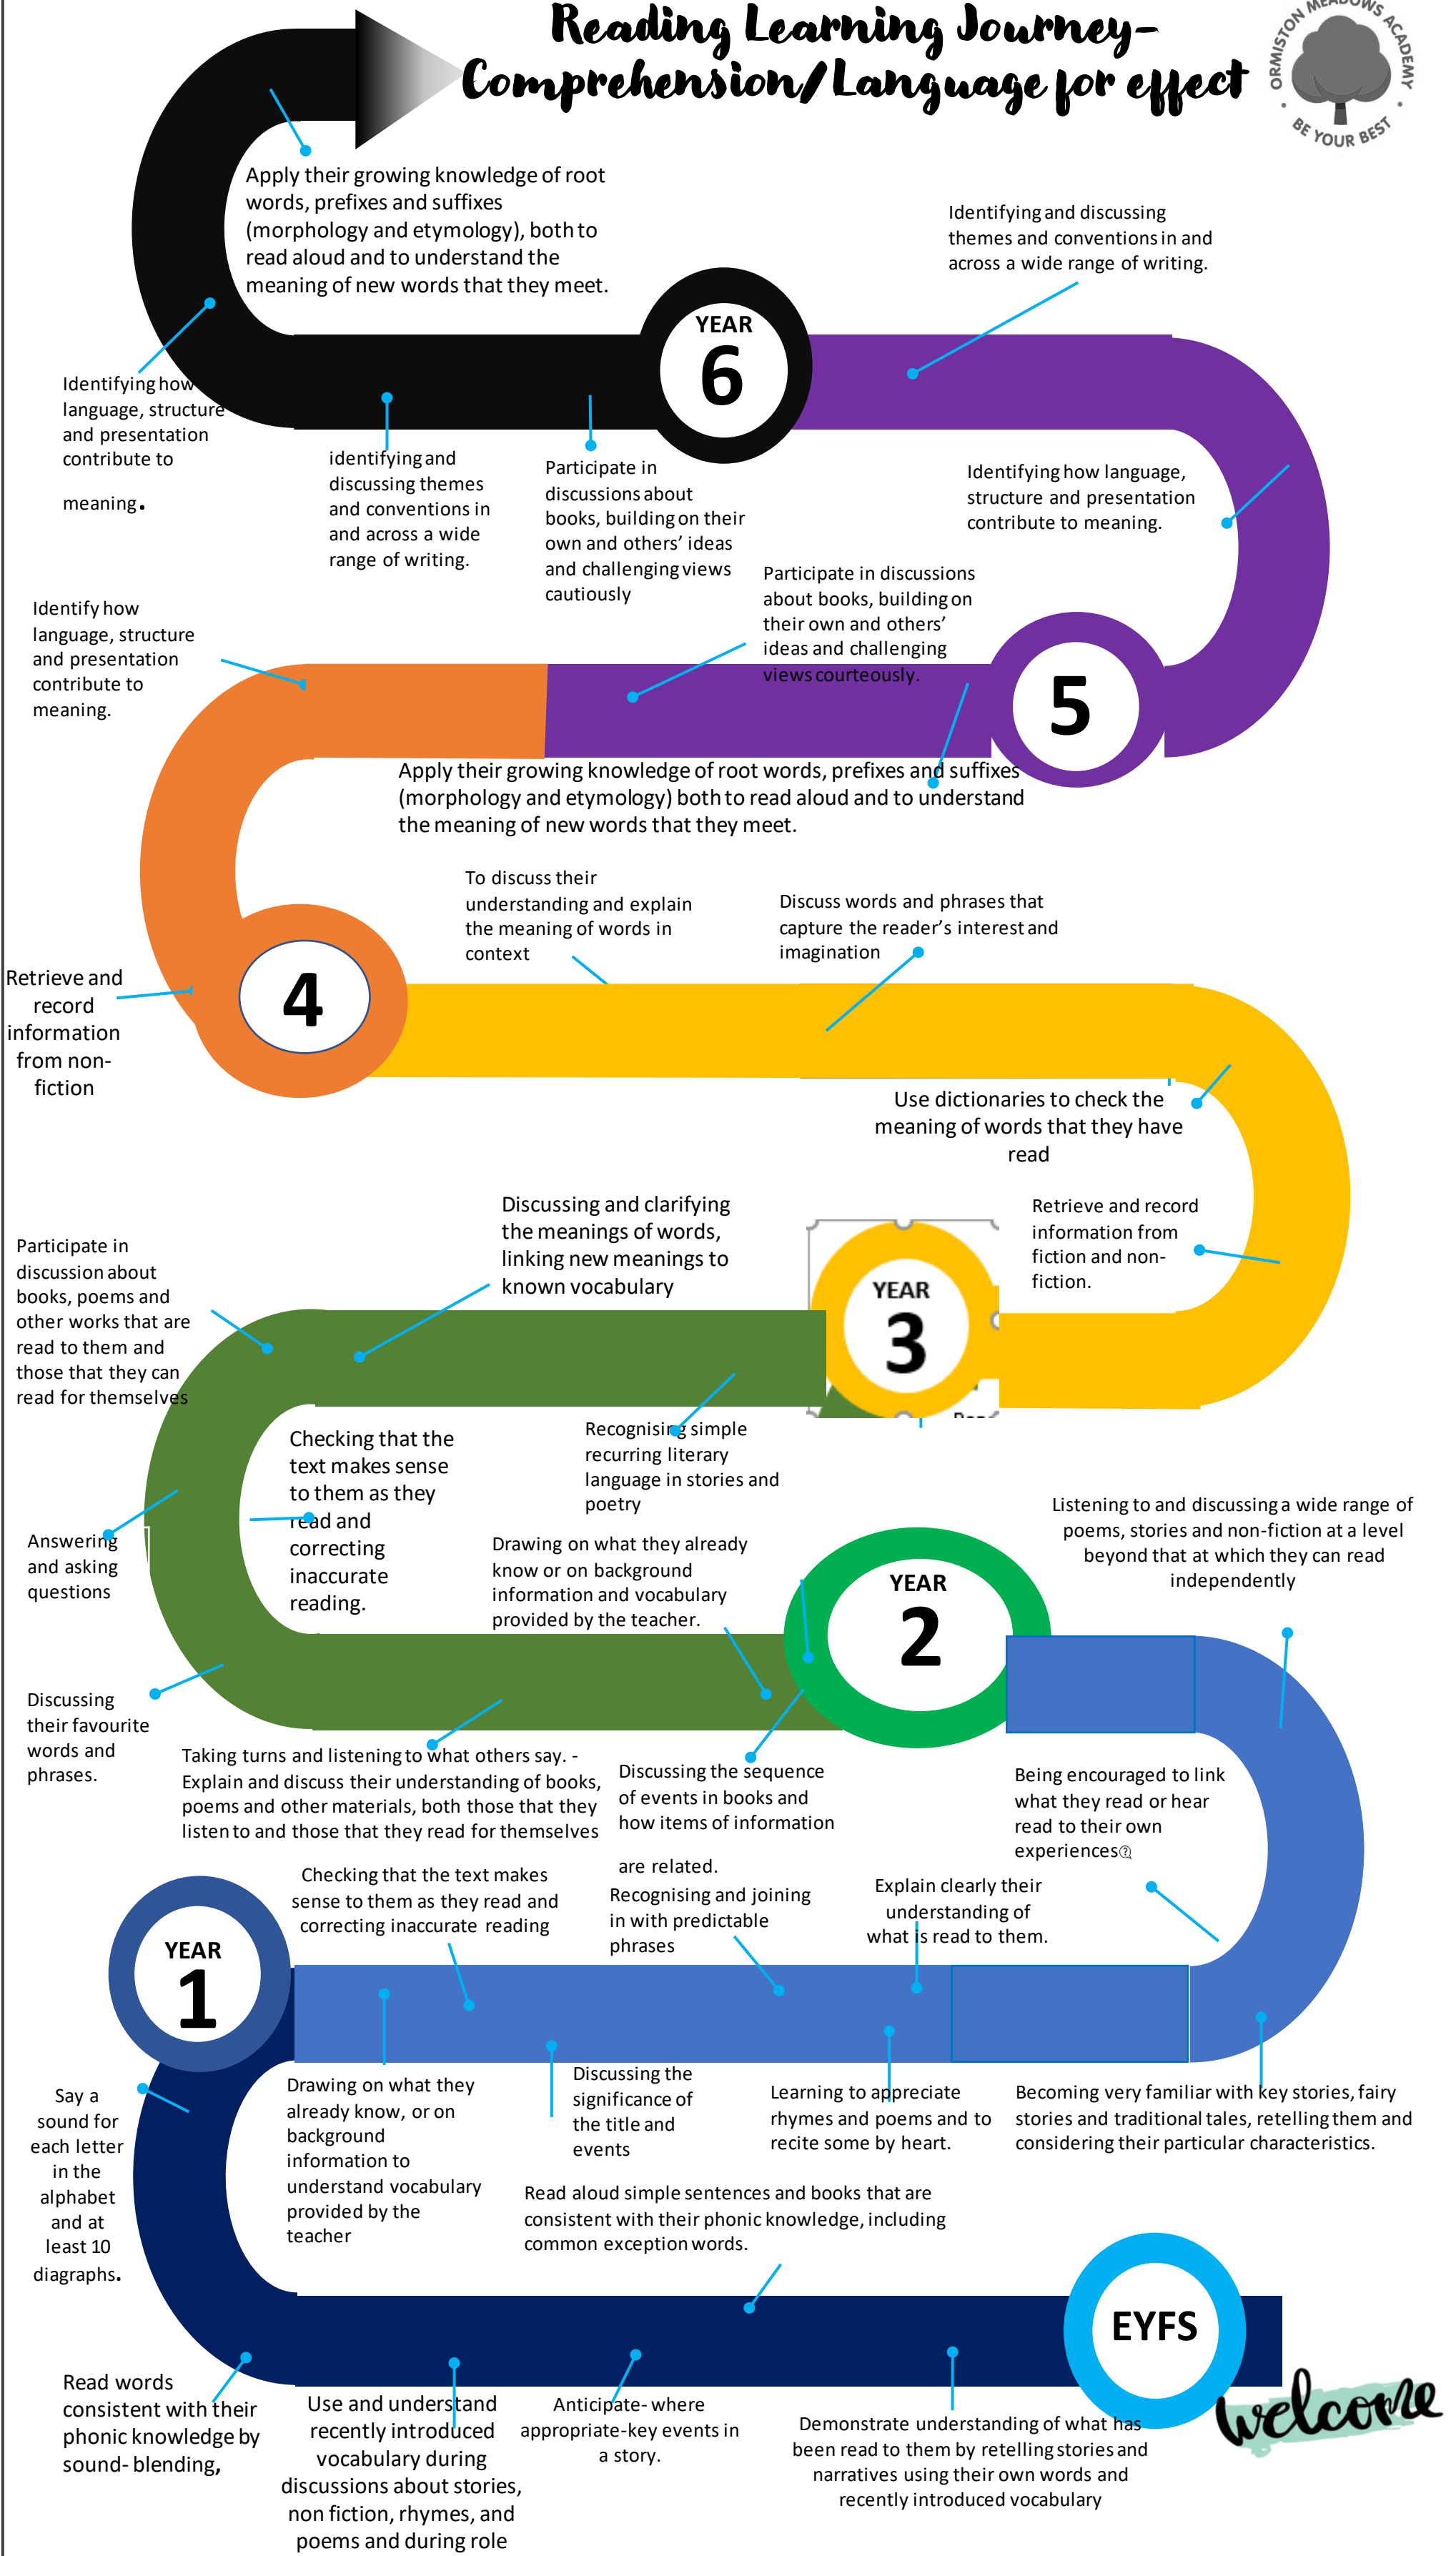 Reading Learning Journey-
Comprehension/Language for effect
ORMISTON MEADOWS ACADEMY
• BE YOUR BEST •
Apply their growing knowledge of root
words, prefixes and suffixes
(morphology and etymology), both to
read aloud and to understand the
meaning of new words that they meet.
Identifying and discussing
themes and conventions in and
across a wide range of writing.
YEAR
6
Identifying how
language, structure
and presentation
contribute to
meaning.
identifying and
discussing themes
and conventions in
and across a wide
range of writing.
Participate in
discussions about
books, building on their
own and others’ ideas
and challenging views
cautiously
Identifying how language,
structure and presentation
contribute to meaning.
Participate in discussions
about books, building on
their own and others’
ideas and challenging
views courteously.
Identify how
language, structure
and presentation
contribute to
meaning.
5
Apply their growing knowledge of root words, prefixes and suffixes
(morphology and etymology) both to read aloud and to understand
the meaning of new words that they meet.
To discuss their
understanding and explain
the meaning of words in
context
Discuss words and phrases that
capture the reader’s interest and
imagination
4
Retrieve and
record
information
from non-
fiction
Use dictionaries to check the
meaning of words that they have
read
Retrieve and record
information from
fiction and non-
fiction.
Discussing and clarifying
the meanings of words,
linking new meanings to
known vocabulary
YEAR
3
Participate in
discussion about
books, poems and
other works that are
read to them and
those that they can
read for themselves
Checking that the
text makes sense
to them as they
read and
correcting
inaccurate
reading.
Recognising simple
recurring literary
language in stories and
poetry
Answering
and asking
questions
Drawing on what they already
know or on background
information and vocabulary
provided by the teacher.
YEAR
2
Listening to and discussing a wide range of
poems, stories and non-fiction at a level
beyond that at which they can read
independently
Discussing
their favourite
words and
phrases.
Taking turns and listening to what others say. -
Explain and discuss their understanding of books,
poems and other materials, both those that they
listen to and those that they read for themselves
Discussing the sequence
of events in books and
how items of information
are related.
Being encouraged to link
what they read or hear
read to their own
experiences
Checking that the text makes
sense to them as they read and
correcting inaccurate reading
Recognising and joining
in with predictable
phrases
Explain clearly their
understanding of
what is read to them.
YEAR
1
Say a
sound for
each letter
in the
alphabet
and at
least 10
diagraphs.
Drawing on what they
already know, or on
background
information to
understand vocabulary
provided by the
teacher
Discussing the
significance of
the title and
events
Learning to appreciate
rhymes and poems and to
recite some by heart.
Becoming very familiar with key stories, fairy
stories and traditional tales, retelling them and
considering their particular characteristics.
Read aloud simple sentences and books that are
consistent with their phonic knowledge, including
common exception words.
EYFS
welcome
Read words
consistent with their
phonic knowledge by
sound- blending,
Use and understand
recently introduced
vocabulary during
discussions about stories,
non fiction, rhymes, and
poems and during role
Anticipate- where
appropriate-key events in
a story.
Demonstrate understanding of what has
been read to them by retelling stories and
narratives using their own words and
recently introduced vocabulary